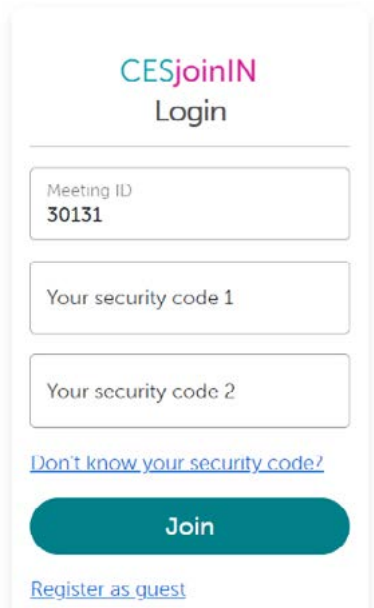 CESjoinIN
Login
Meeting ID
30131
Your security code 1
Your security code 2
Don't know your security code?
Join
Register as guest